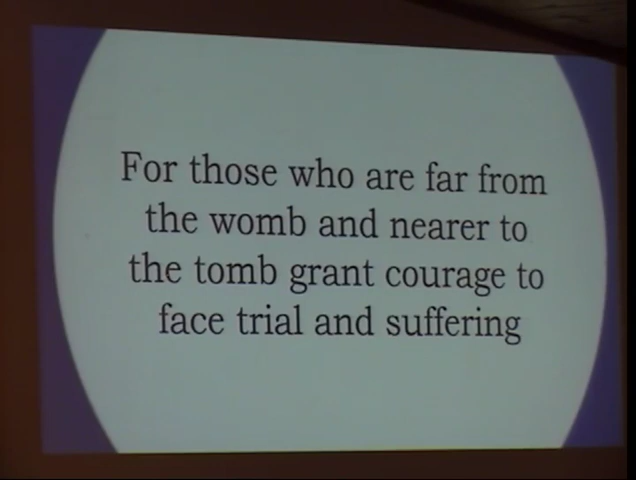 For those who are far from
the womb and nearer to
the tomb grant courage to
face trial and suffering